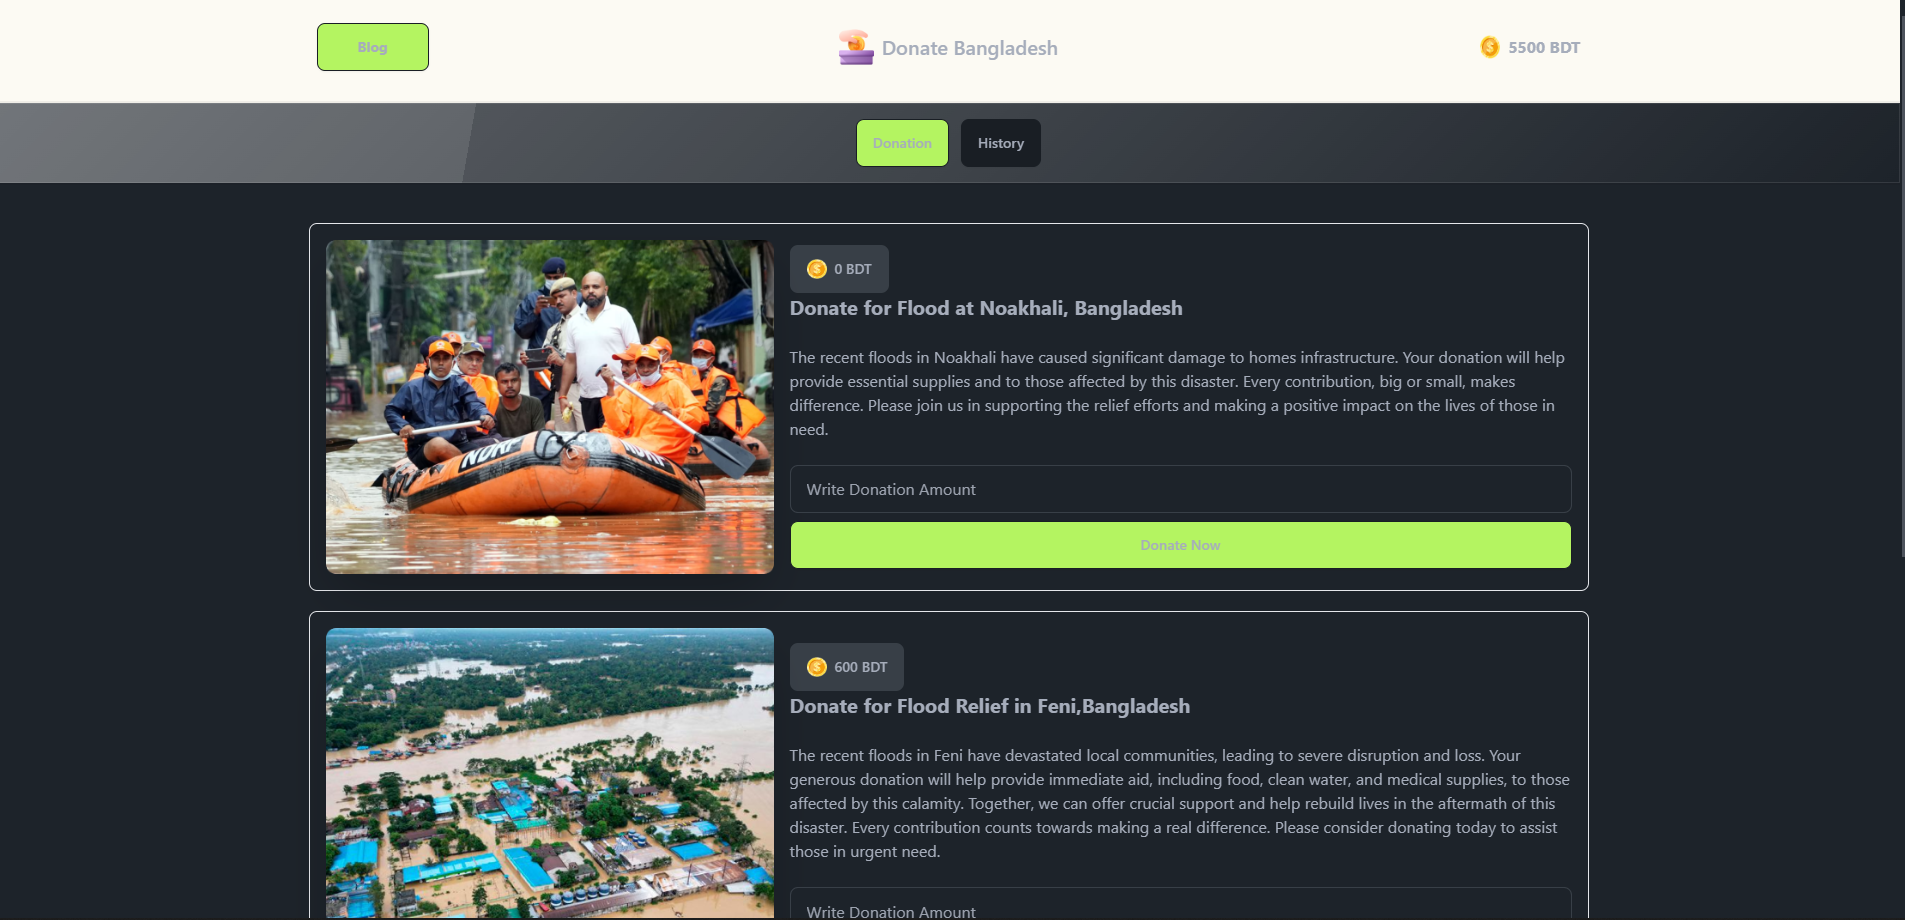 Blog
Donate Bangladesh
5500 BDT
Donation
History
0 BDT
Donate for Flood at Noakhali, Bangladesh
The recent floods in Noakhali have caused significant damage to homes infrastructure. Your donation will help
provide essential supplies and to those affected by this disaster. Every contribution, big or small, makes
difference. Please join us in supporting the relief efforts and making a positive impact on the lives of those in
need.
Write Donation Amount
Donate Now
NDRF
NDRF
600 BDT
Donate for Flood Relief in Feni,Bangladesh
The recent floods in Feni have devastated local communities, leading to severe disruption and loss. Your
generous donation will help provide immediate aid, including food, clean water, and medical supplies, to those
affected by this calamity. Together, we can offer crucial support and help rebuild lives in the aftermath of this
disaster. Every contribution counts towards making a real difference. Please consider donating today to assist
those in urgent need.
Write Donation Amount